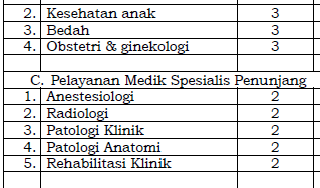 2. Kesehatan anak 3
3. Bedah 3
4. Obstetri & ginekologi 3
C. Pelayanan Medik Spesialis Penunjang
1. Anestesiologi 2
2. Radiologi 2
3. Patologi Klinik 2
4. Patologi Anatomi 2
5. Rehabilitasi Klinik 2